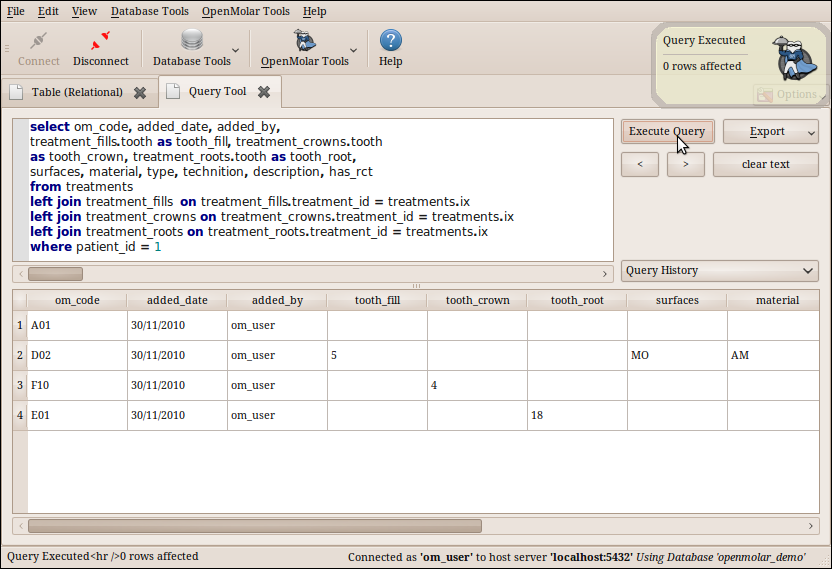 File Edit View Database Tools OpenMolar Tools Help
Connect Disconnect Database Tools OpenMolar Tools Help
Query Executed
0 rows affected
Options
Table (Relational) Query Tool
select om_code, added_date, added_by,
treatment_fills.tooth as tooth_fill, treatment_crowns.tooth
as tooth_crown, treatment_roots.tooth as tooth_root,
surfaces, material, type, technition, description, has_rct
from treatments
left join treatment_fills  on treatment_fills.treatment_id = treatments.ix
left join treatment_crowns on treatment_crowns.treatment_id = treatments.ix
left join treatment_roots on treatment_roots.treatment_id = treatments.ix
where patient_id = 1
Execute Query Export
< > clear text
Query History
om_code added_date added_by tooth_fill tooth_crown tooth_root surfaces material
1 A01 30/11/2010 om_user
2 D02 30/11/2010 om_user 5 MO AM
3 F10 30/11/2010 om_user 4
4 E01 30/11/2010 om_user 18
Query Executed<hr />0 rows affected Connected as 'om_user' to host server 'localhost:5432' Using Database 'openmolar_demo'